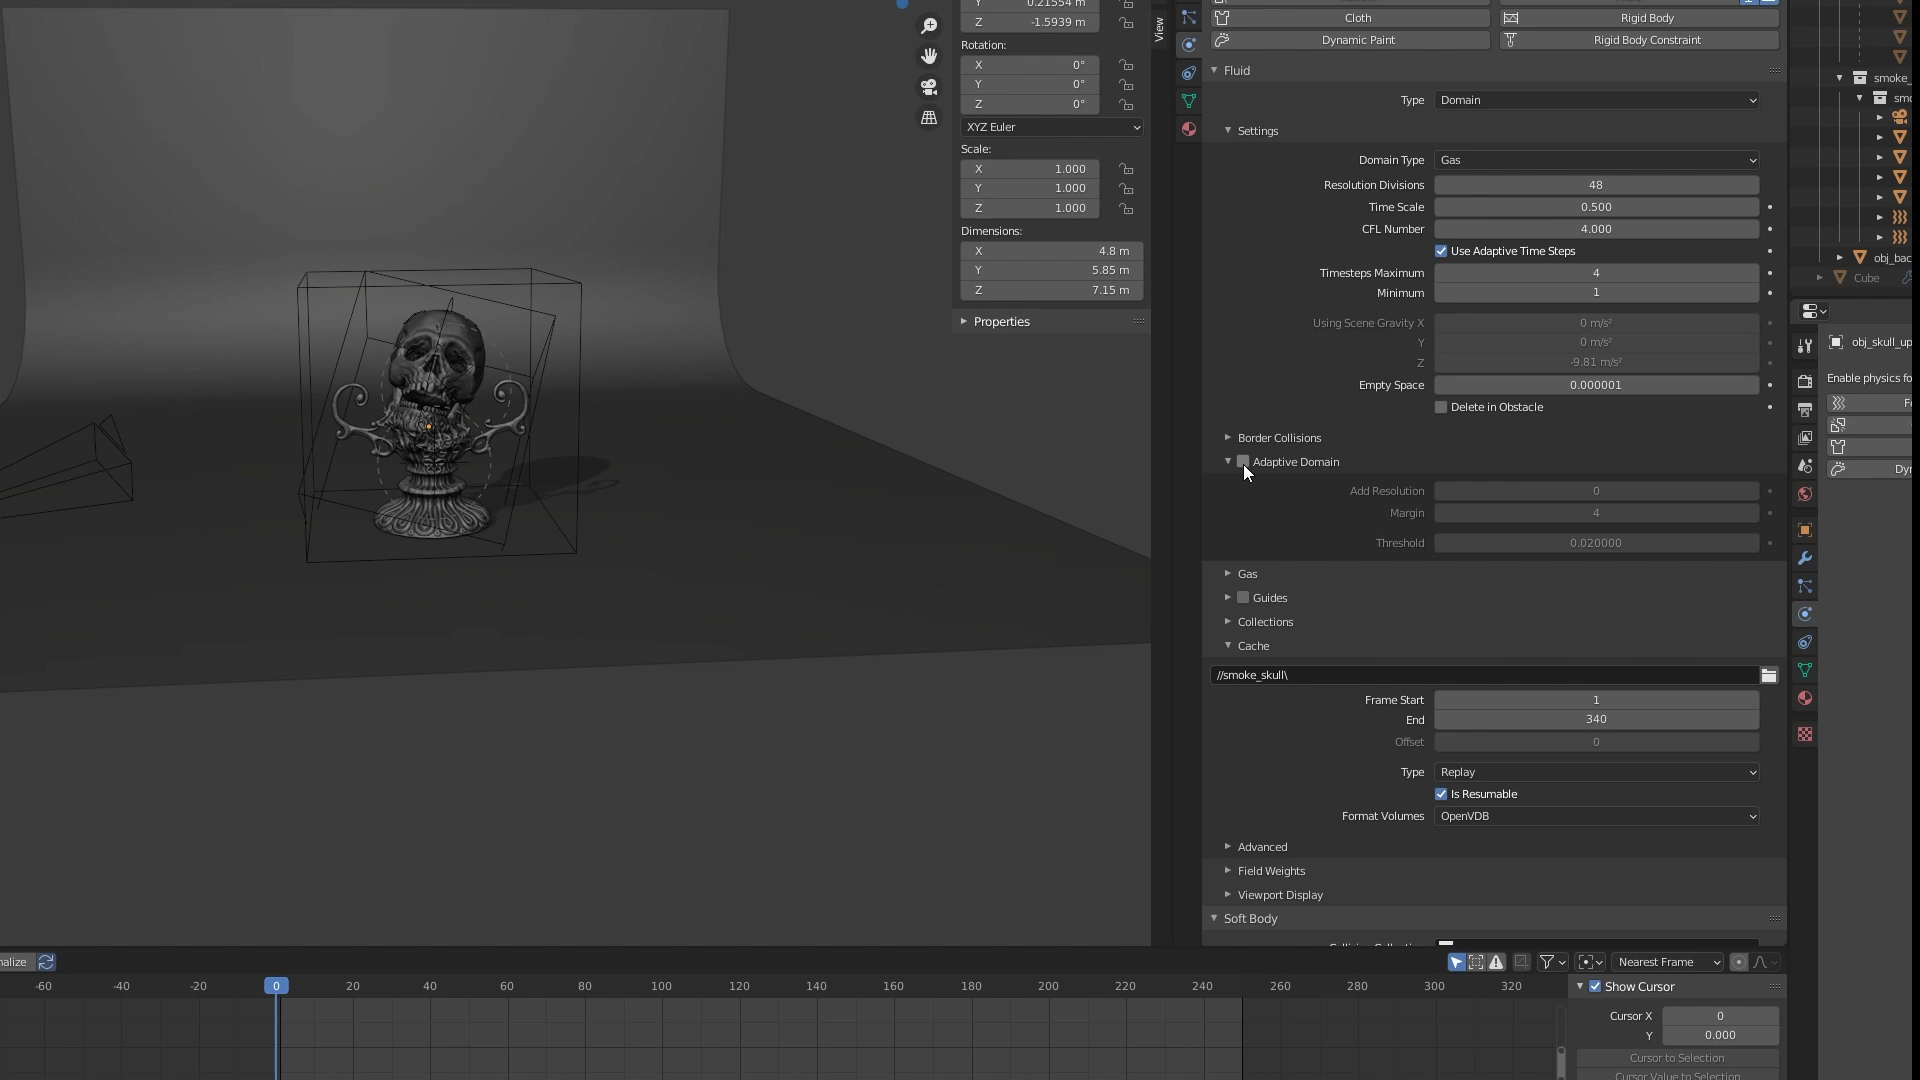 Y 0.21554 m
Z -1.5939 m
Rotation:
X 0°
Y 0°
Z 0°
XYZ Euler
Scale:
X 1.000
Y 1.000
Z 1.000
Dimensions:
X 4.8 m
Y 5.85 m
Z 7.15 m
Properties
View
Cloth
Rigid Body
Dynamic Paint
Rigid Body Constraint
Fluid
Type Domain
Settings
Domain Type Gas
Resolution Divisions 48
Time Scale 0.500
CFL Number 4.000
Use Adaptive Time Steps
Timesteps Maximum 4
Minimum 1
Using Scene Gravity X 0 m/s²
Y 0 m/s²
Z -9.81 m/s²
Empty Space 0.000001
Delete in Obstacle
Border Collisions
Adaptive Domain
Add Resolution 0
Margin 4
Threshold 0.020000
Gas
Guides
Collections
Cache
//smoke_skull\
Frame Start 1
End 340
Offset 0
Type Replay
Is Resumable
Format Volumes OpenVDB
Advanced
Field Weights
Viewport Display
Soft Body
smoke_
smo
obj_bac
Cube
obj_skull_up
Enable physics fo
Fo
Dyn
nalize
Nearest Frame
-60 -40 -20 0 20 40 60 80 100 120 140 160 180 200 220 240 260 280 300 320
Show Cursor
Cursor X 0
Y 0.000
Cursor to Selection
Cursor Value to Selection